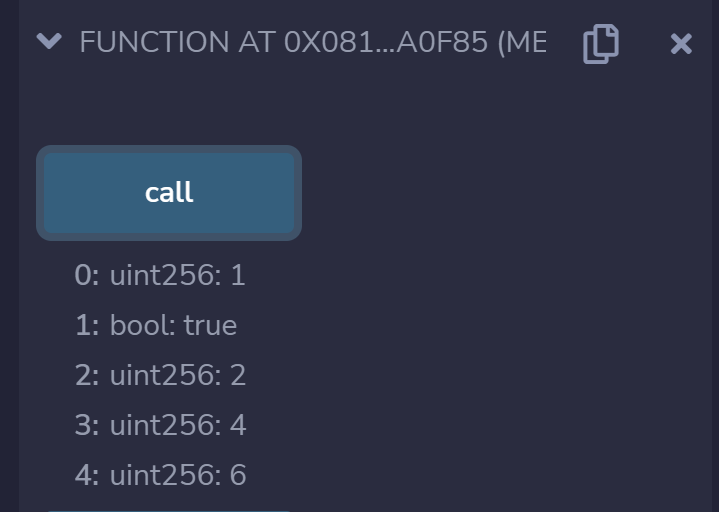 FUNCTION AT 0X081...A0F85 (ME
call
0: uint256: 1
1: bool: true
2: uint256: 2
3: uint256: 4
4: uint256: 6